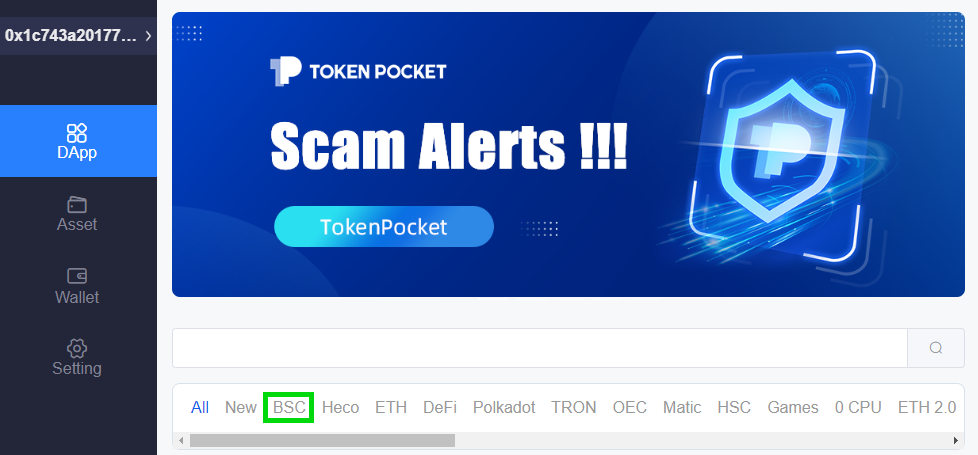 0x1c743a20177...
DApp
Asset
Wallet
Setting
TOKEN POCKET
Scam Alerts !!!
TokenPocket
All New BSC Heco ETH DeFi Polkadot TRON OEC Matic HSC Games 0 CPU ETH 2.0